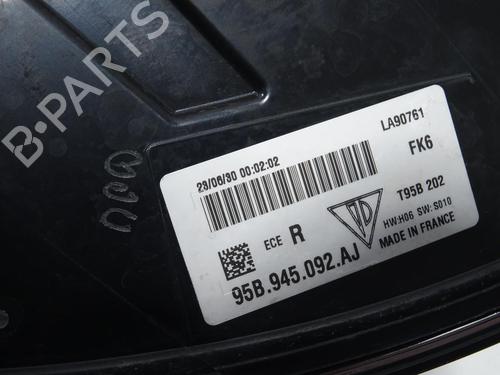 B-PARTS
LA90761
23/06/30 00:02:02
FK6
ECE R
T95B 202
HW:H06 SW:S010
MADE IN FRANCE
95B.945.092.AJ